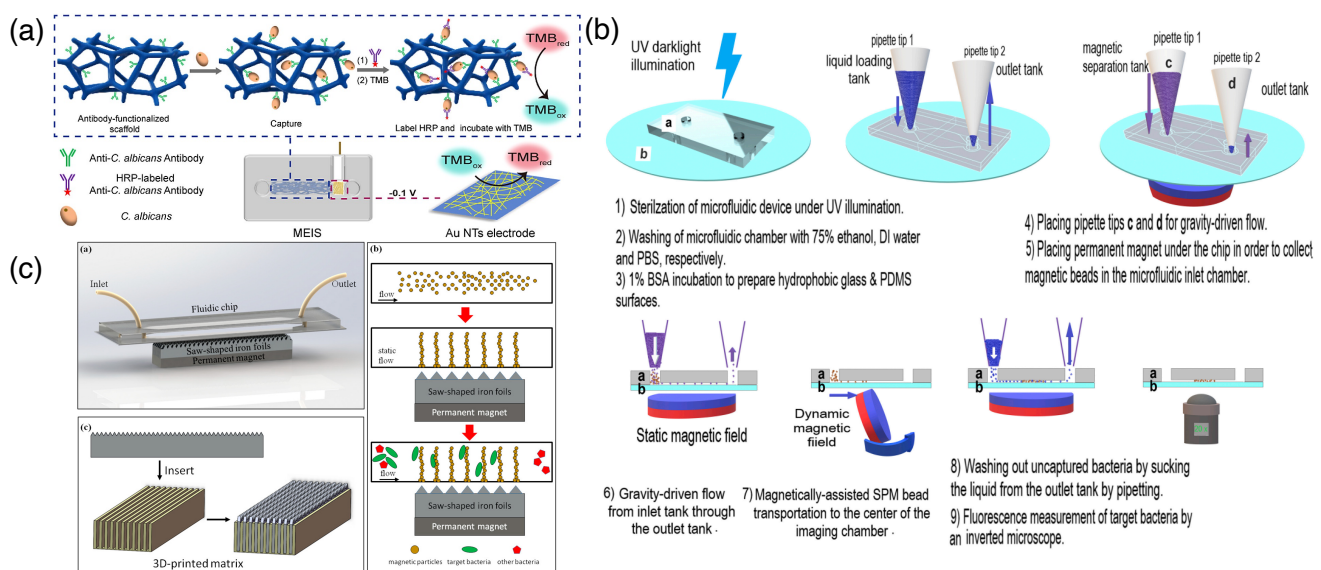 (a)
Antibody-functionalized
scaffold
Capture
(1)
(2) TMB
Label HRP and incubate with TMB
TMBred
TMBox
Anti-C. albicans Antibody
HRP-labeled
Anti-C. albicans Antibody
C. albicans
MEIS
-0.1 V
TMBox
TMBred
Au NTs electrode
(b)
UV darklight
illumination
a
b
pipette tip 1
liquid loading
tank
pipette tip 2
outlet tank
pipette tip 1
magnetic
separation tank
c
pipette tip 2
d
outlet tank
1) Sterilzation of microfluidic device under UV illumination.
2) Washing of microfluidic chamber with 75% ethanol, DI water
and PBS, respectively.
3) 1% BSA incubation to prepare hydrophobic glass & PDMS
surfaces.
4) Placing pipette tips c and d for gravity-driven flow.
5) Placing permanent magnet under the chip in order to collect
magnetic beads in the microfluidic inlet chamber.
a
b
Static magnetic field
a
b
Dynamic
magnetic
fiield
a
b
a
b
6) Gravity-driven flow
from inlet tank through
the outlet tank .
7) Magnetically-assisted SPM bead
transportation to the center of the
imaging chamber .
8) Washing out uncaptured bacteria by sucking
the liquid from the outlet tank by pipetting.
9) Fluorescence measurement of target bacteria by
an inverted microscope.
(c)
(a)
Inlet
Outlet
Fluidic chip
Saw-shaped iron foils
Permanent magnet
(b)
flow
static
flow
Saw-shaped iron foils
Permanent magnet
flow
Saw-shaped iron foils
Permanent magnet
magnetic particles
target bacteria
other bacteria
(c)
Insert
3D-printed matrix